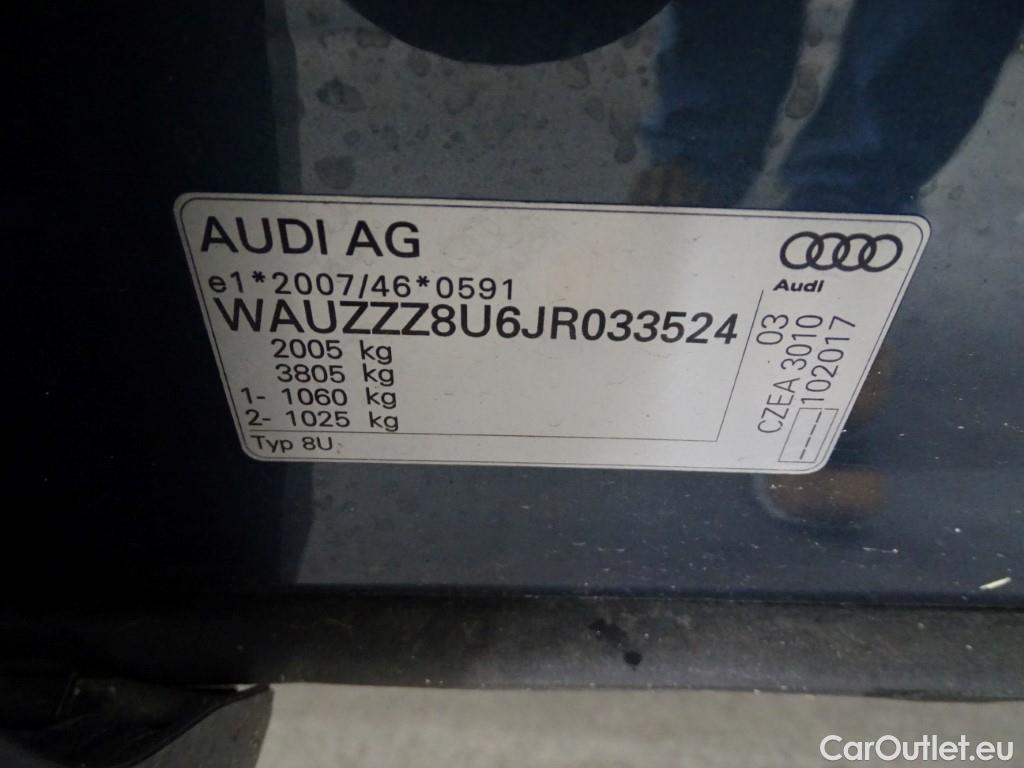 AUDI AG
e1*2007/46*0591
WAUZZZ8U6JR033524
2005 kg
3805 kg
1- 1060 kg
2- 1025 kg
Typ 8U
Audi
CZEA 3010 03
----102017
CarOutlet.eu